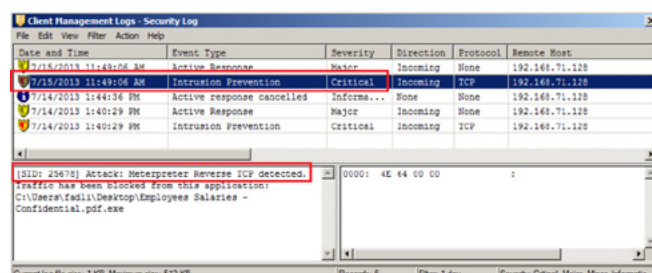 Client Management Logs - Security Log
File Edit View Filter Action Help
Date and Time Event Type Severity Direction Protocol Remote Host
7/15/2013 11:49:06 AM Active Response Major Incoming None 192.168.71.128
7/15/2013 11:49:06 AM Intrusion Prevention Critical Incoming TCP 192.168.71.128
7/14/2013 1:44:36 PM Active response cancelled Informa... None None 192.168.71.128
7/14/2013 1:40:29 PM Active Response Major Incoming None 192.168.71.128
7/14/2013 1:40:29 PM Intrusion Prevention Critical Incoming TCP 192.168.71.128
[SID: 25678] Attack: Meterpreter Reverse TCP detected.
Traffic has been blocked from this application:
C:\Users\fadli\Desktop\Employees Salaries -
Confidential.pdf.exe
0000: 4E 64 00 00 :